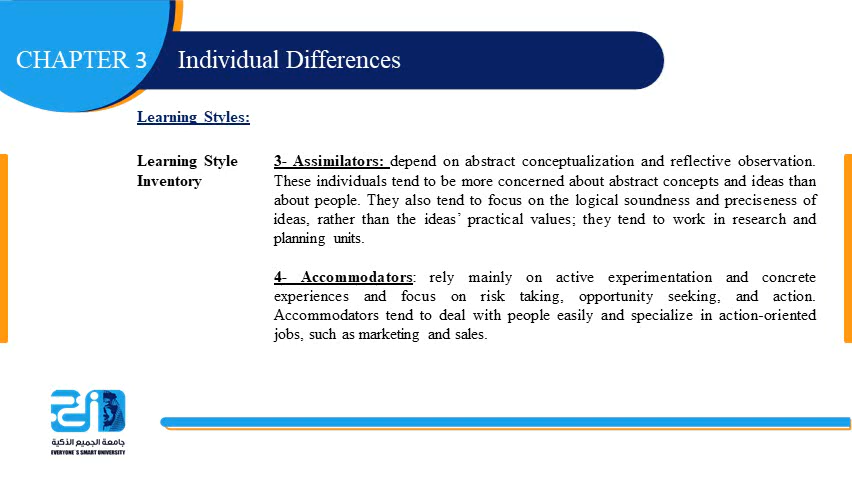 CHAPTER 3 Individual Differences
Learning Styles:
Learning Style
Inventory
3- Assimilators: depend on abstract conceptualization and reflective observation.
These individuals tend to be more concerned about abstract concepts and ideas than
about people. They also tend to focus on the logical soundness and preciseness of
ideas, rather than the ideas’ practical values; they tend to work in research and
planning units.
4- Accommodators: rely mainly on active experimentation and concrete
experiences and focus on risk taking, opportunity seeking, and action.
Accommodators tend to deal with people easily and specialize in action-oriented
jobs, such as marketing and sales.
جامعة الجميع الذكية
EVERYONE'S SMART UNIVERSITY